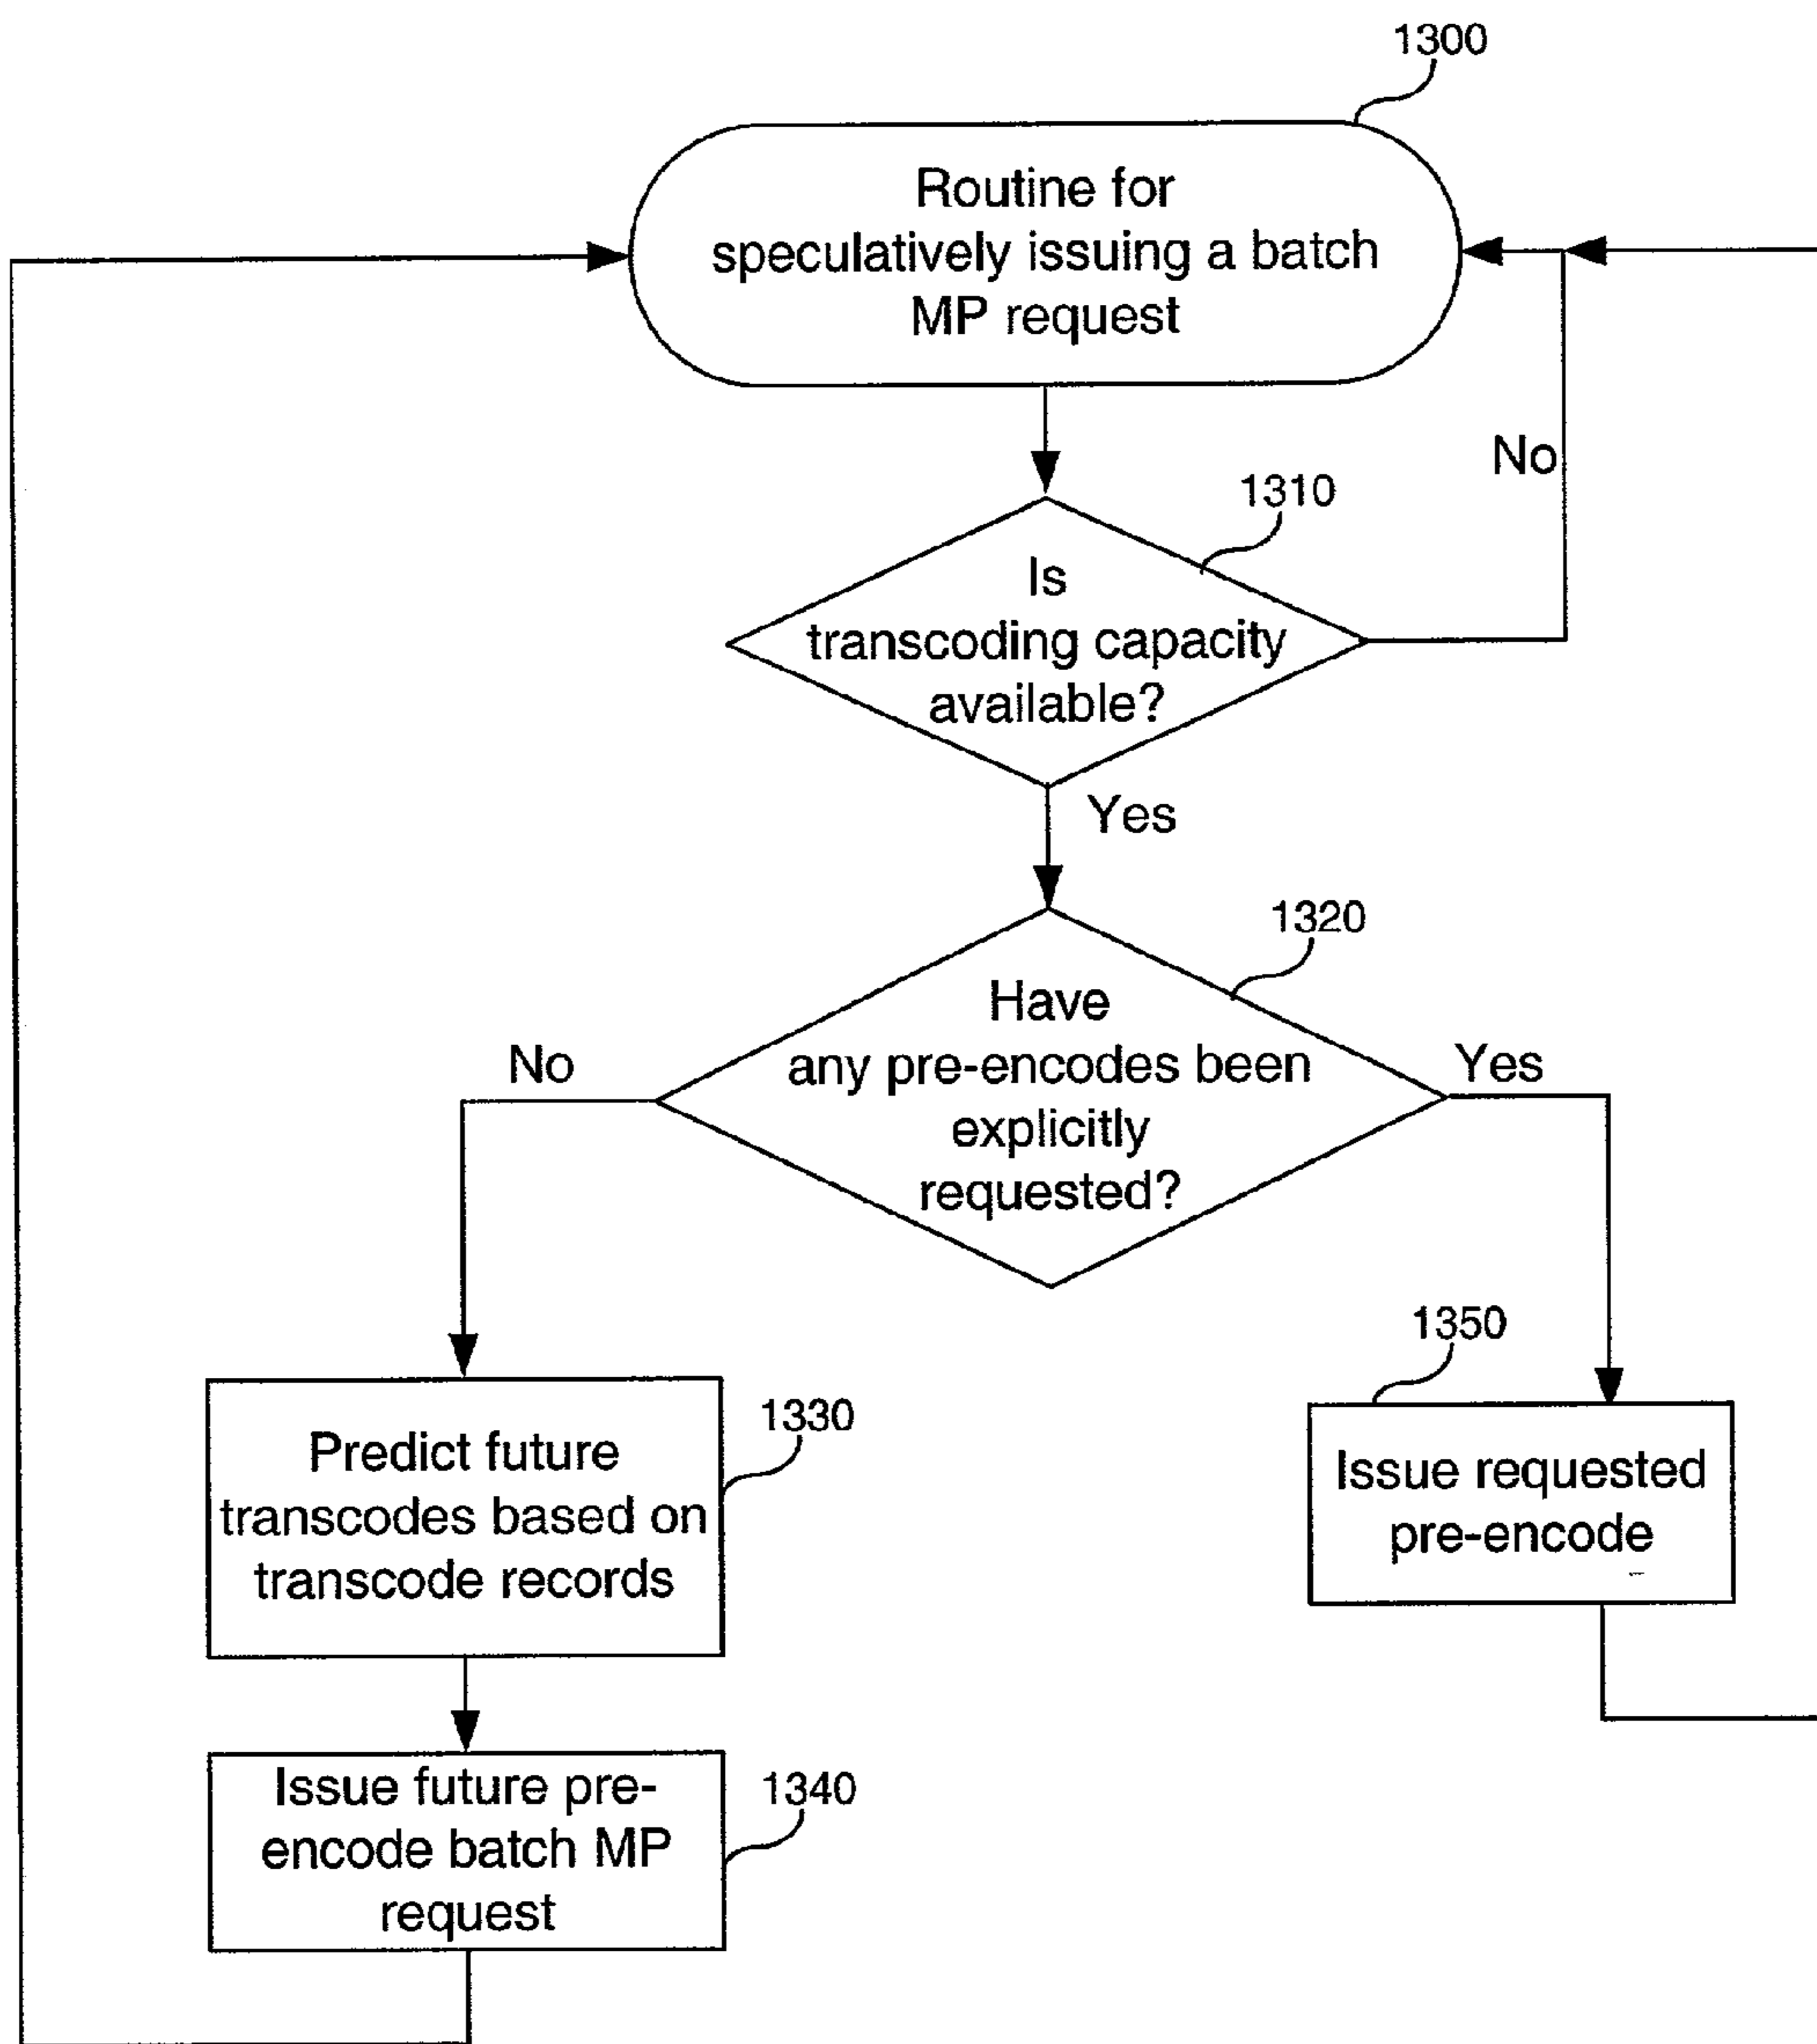 1300
Routine for
speculatively issuing a batch
MP request
No
1310
Is
transcoding capacity
available?
Yes
1320
Have
any pre-encodes been
explicitly
requested?
No
Yes
1330
Predict future
transcodes based on
transcode records
1350
Issue requested
pre-encode
1340
Issue future pre-
encode batch MP
request